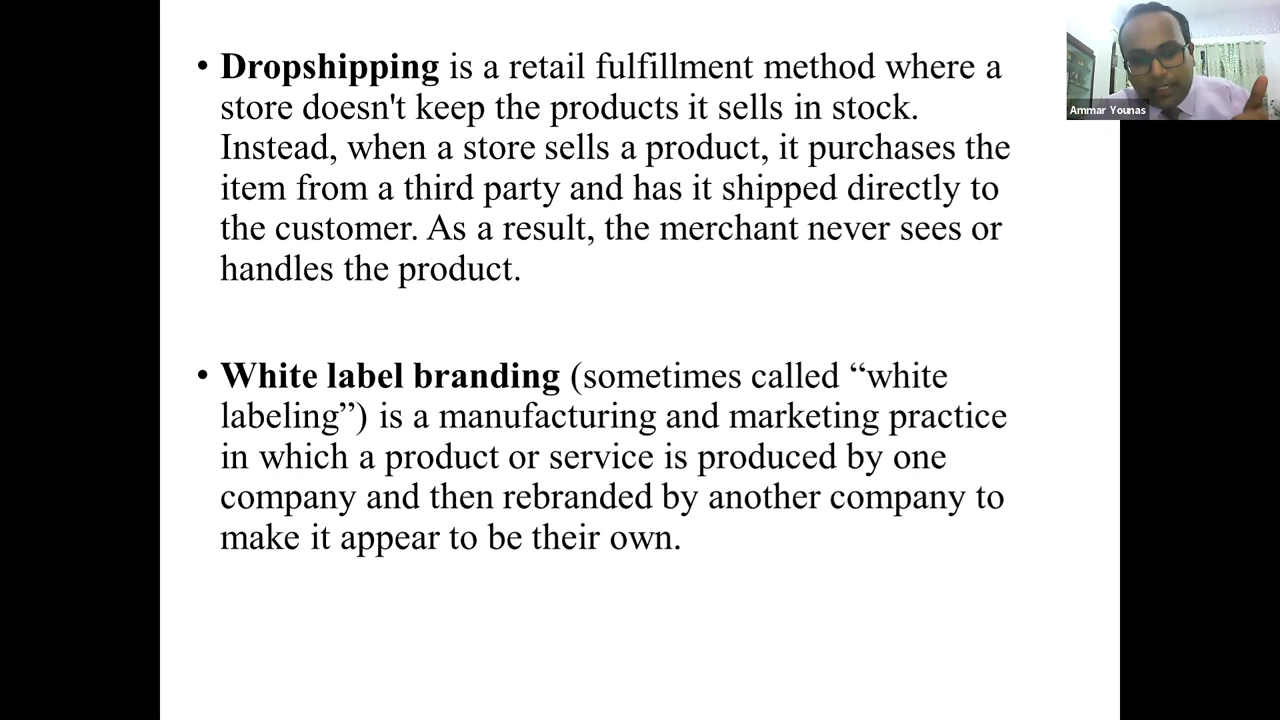 • Dropshipping is a retail fulfillment method where a
store doesn't keep the products it sells in stock.
Instead, when a store sells a product, it purchases the
item from a third party and has it shipped directly to
the customer. As a result, the merchant never sees or
handles the product.
• White label branding (sometimes called “white
labeling”) is a manufacturing and marketing practice
in which a product or service is produced by one
company and then rebranded by another company to
make it appear to be their own.
Ammar Younas